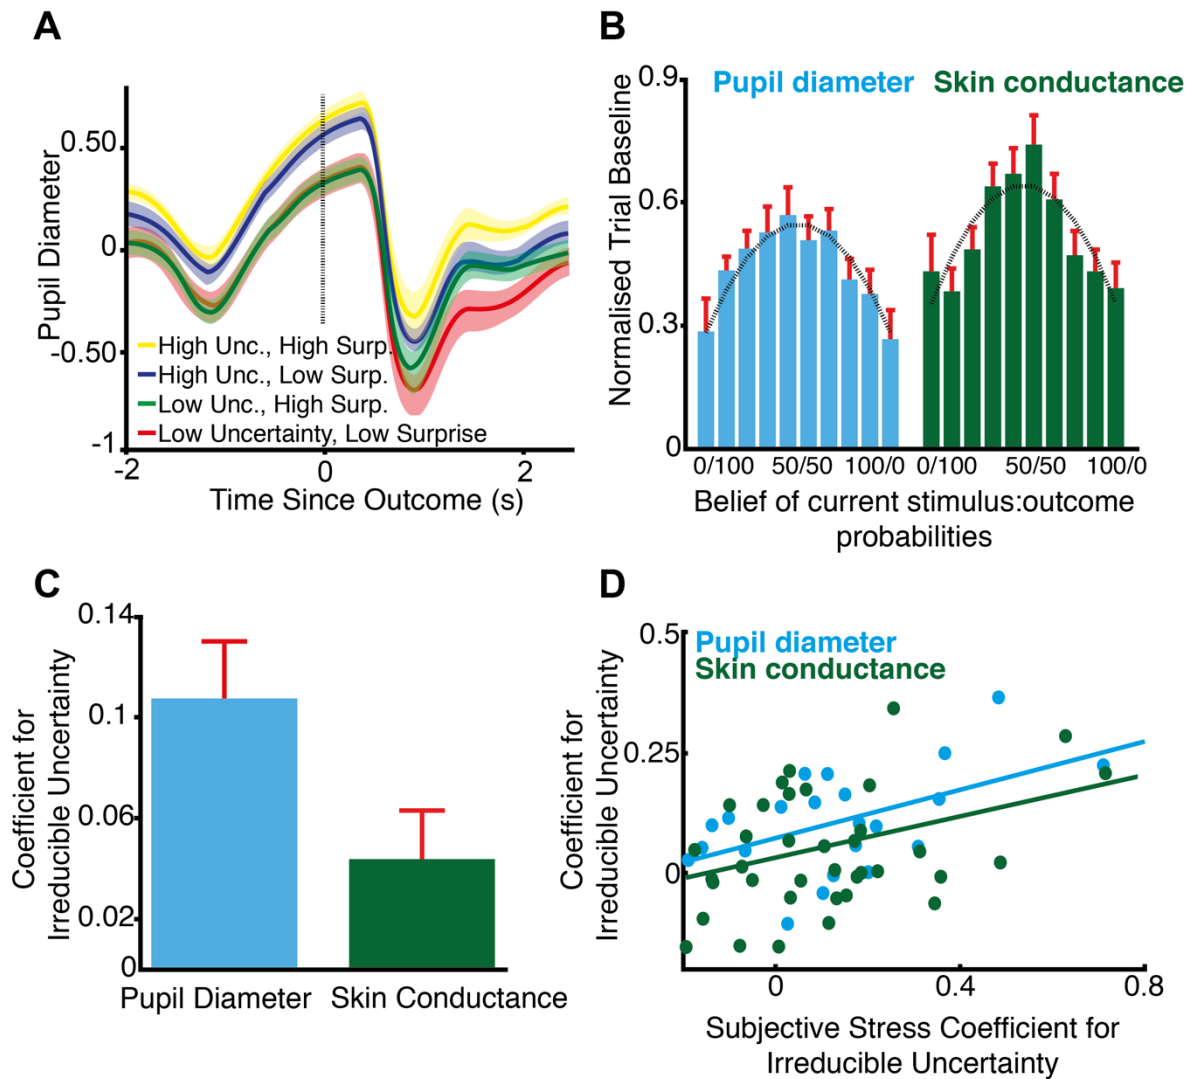 A
Pupil Diameter
0.50
0
-0.50
-1
High Unc., High Surp.
High Unc., Low Surp.
Low Unc., High Surp.
Low Uncertainty, Low Surprise
-2
0
2
Time Since Outcome (s)
B
Normalised Trial Baseline
0.9
0.6
0.3
0
Pupil diameter
Skin conductance
0/100
50/50
100/0
0/100
50/50
100/0
Belief of current stimulus:outcome
probabilities
C
Coefficient for
Irreducible Uncertainty
0.14
0.1
0.06
0.02
0
Pupil Diameter
Skin Conductance
D
Coefficient for
Irreducible Uncertainty
0.5
0.25
0
Pupil diameter
Skin conductance
0
0.4
0.8
Subjective Stress Coefficient for
Irreducible Uncertainty